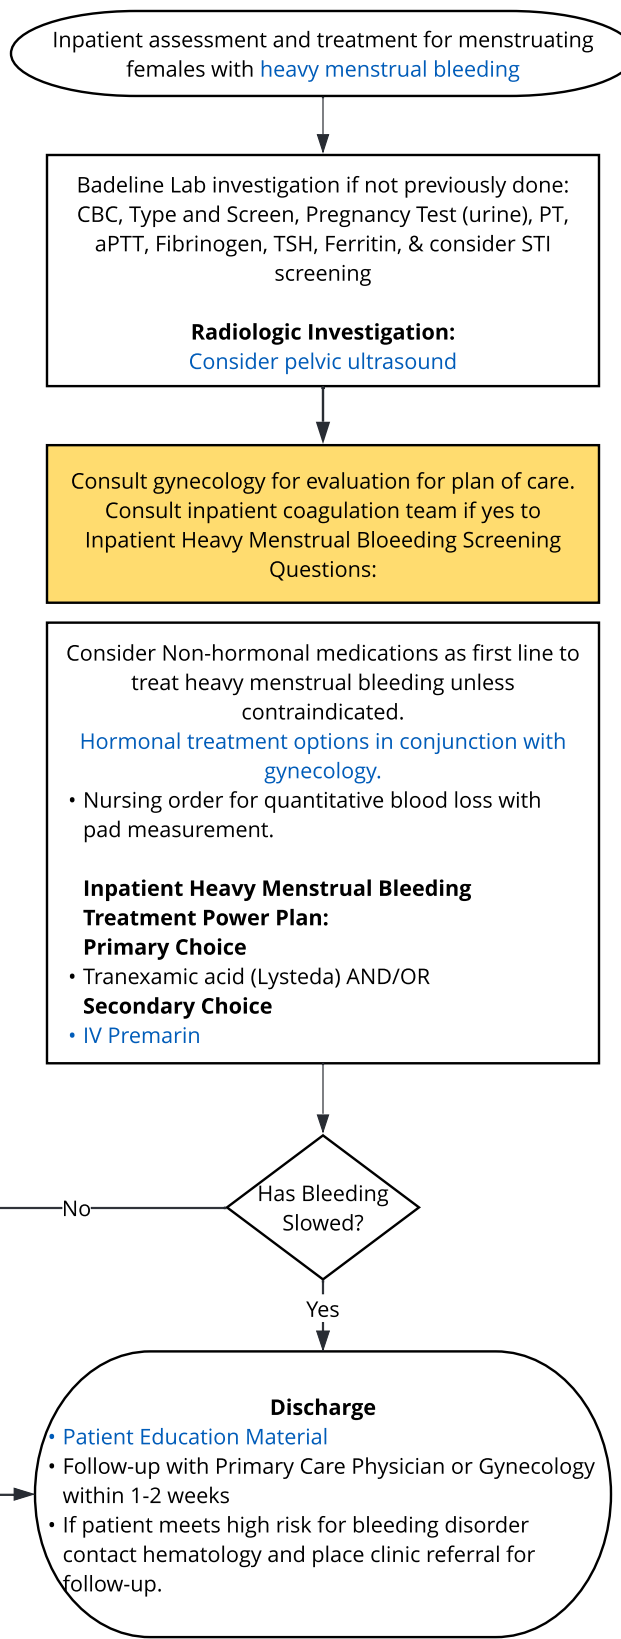 Inpatient assessment and treatment for menstruating
females with heavy menstrual bleeding
Badeline Lab investigation if not previously done:
CBC, Type and Screen, Pregnancy Test (urine), PT,
aPTT, Fibrinogen, TSH, Ferritin, & consider STI
screening
Radiologic Investigation:
Consider pelvic ultrasound
Consult gynecology for evaluation for plan of care.
Consult inpatient coagulation team if yes to
Inpatient Heavy Menstrual Bloeeding Screening
Questions:
Consider Non-hormonal medications as first line to
treat heavy menstrual bleeding unless
contraindicated.
Hormonal treatment options in conjunction with
gynecology.
• Nursing order for quantitative blood loss with
pad measurement.
Inpatient Heavy Menstrual Bleeding
Treatment Power Plan:
Primary Choice
• Tranexamic acid (Lysteda) AND/OR
Secondary Choice
• IV Premarin
Has Bleeding
Slowed?
No
Yes
Discharge
• Patient Education Material
• Follow-up with Primary Care Physician or Gynecology
within 1-2 weeks
• If patient meets high risk for bleeding disorder
contact hematology and place clinic referral for
follow-up.